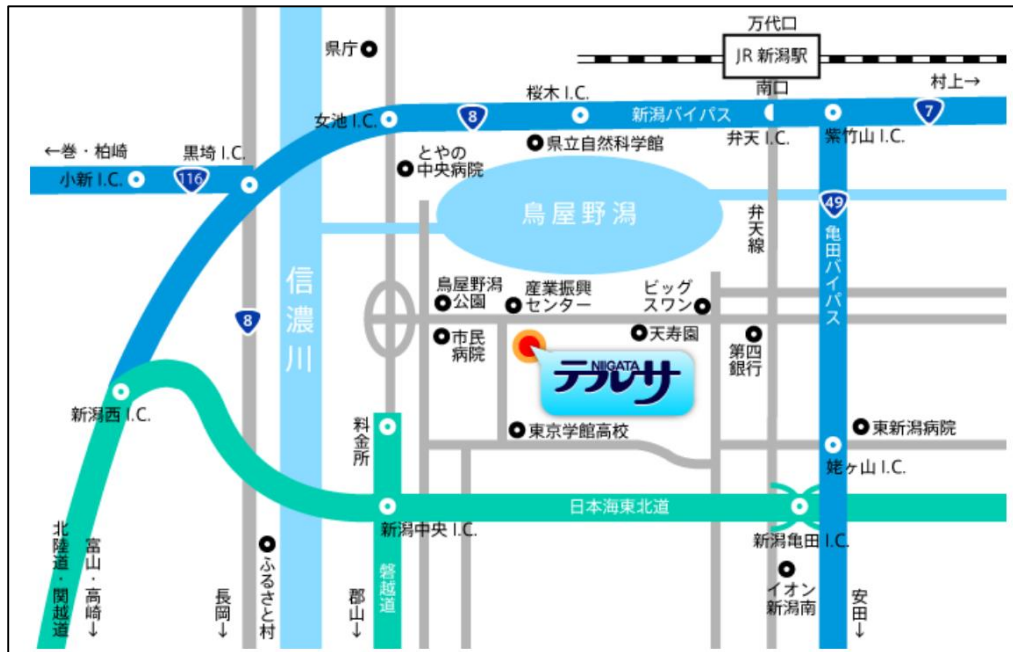 万代口
JR 新潟駅
南口
村上→
県庁
桜木 I.C.
女池 I.C.
8
新潟バイパス
7
弁天 I.C.
紫竹山 I.C.
県立自然科学館
←巻・柏崎
黒埼 I.C.
小新 I.C.
116
とやの
中央病院
鳥屋野潟
弁天線
49
亀田バイパス
信濃川
8
鳥屋野潟
公園
産業振興
センター
ビッグ
スワン
市民
病院
天寿園
第四
銀行
NIIGATA
テルサ
新潟西 I.C.
料金所
東京学館高校
東新潟病院
姥ヶ山 I.C.
日本海東北道
新潟中央 I.C.
新潟亀田 I.C.
北陸道・関越道
富山・高崎→
長岡→
ふるさと村
郡山→
磐越道
イオン
新潟南
安田→